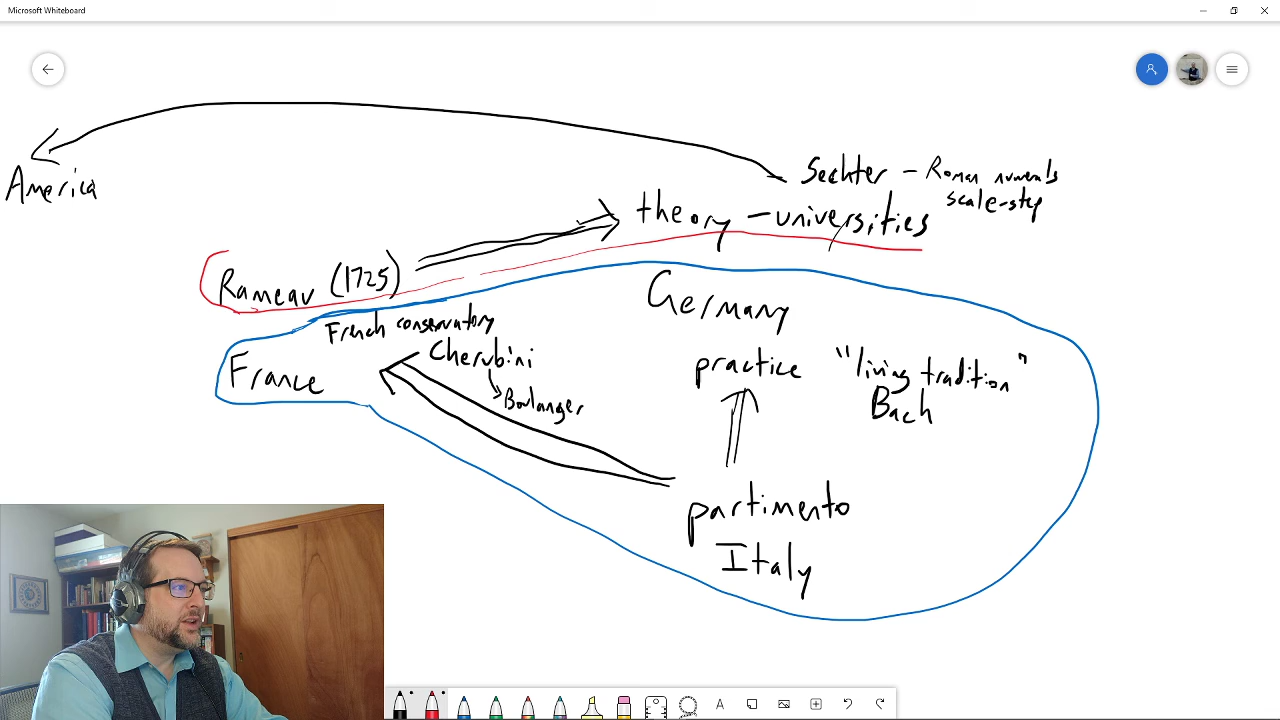 Microsoft Whiteboard
America
Sechter - Roman numerals
scale-step
theory - universities
Rameau (1725)
Germany
French conservatory
Cherubini
France
Boulanger
practice "living tradition"
Bach
partimento
Italy
A